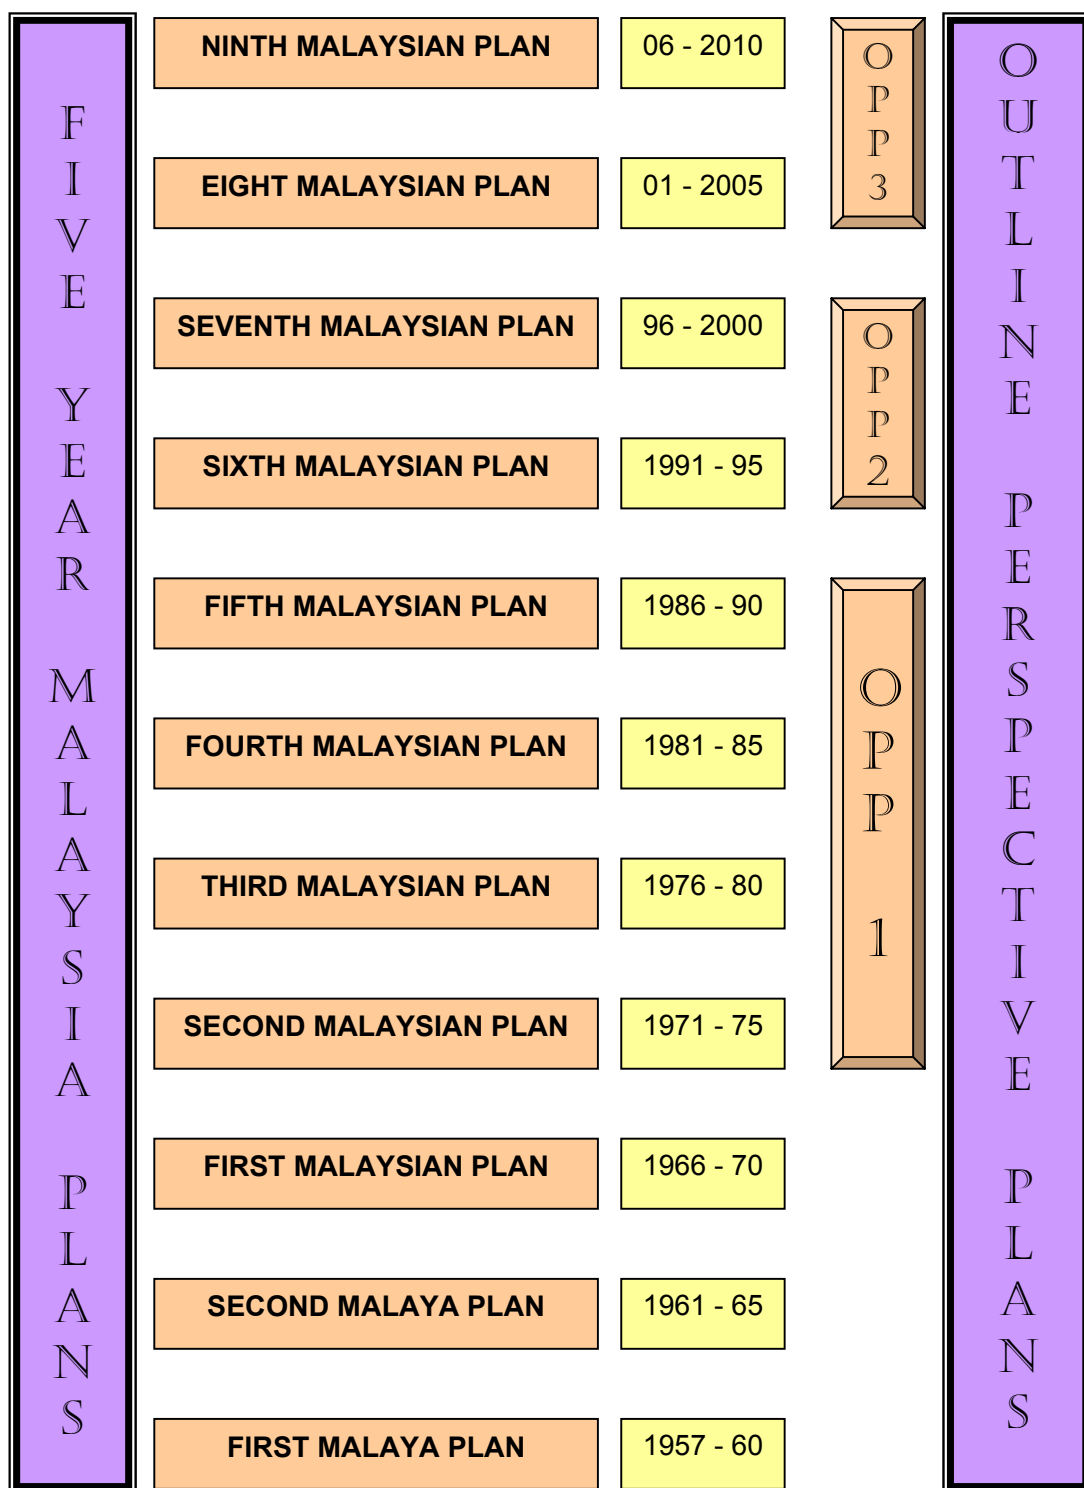 FIVE YEAR MALAYSIA PLANS
NINTH MALAYSIAN PLAN
06 - 2010
EIGHT MALAYSIAN PLAN
01 - 2005
OPP3
SEVENTH MALAYSIAN PLAN
96 - 2000
SIXTH MALAYSIAN PLAN
1991 - 95
OPP2
FIFTH MALAYSIAN PLAN
1986 - 90
FOURTH MALAYSIAN PLAN
1981 - 85
THIRD MALAYSIAN PLAN
1976 - 80
SECOND MALAYSIAN PLAN
1971 - 75
OPP 1
FIRST MALAYSIAN PLAN
1966 - 70
SECOND MALAYA PLAN
1961 - 65
FIRST MALAYA PLAN
1957 - 60
OUTLINE PERSPECTIVE PLANS